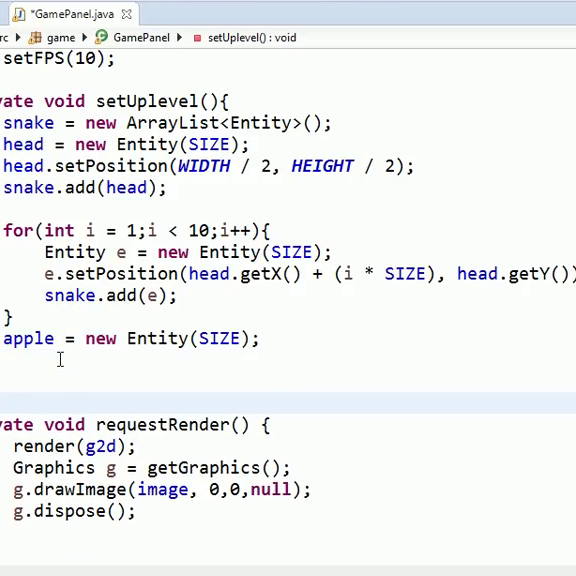 *GamePanel.java
rc game GamePanel setUplevel() : void
setFPS(10);
vate void setUplevel(){
snake = new ArrayList<Entity>();
head = new Entity(SIZE);
head.setPosition(WIDTH / 2, HEIGHT / 2);
snake.add(head);
for(int i = 1;i < 10;i++){
Entity e = new Entity(SIZE);
e.setPosition(head.getX() + (i * SIZE), head.getY())
snake.add(e);
}
apple = new Entity(SIZE);
vate void requestRender() {
render(g2d);
Graphics g = getGraphics();
g.drawImage(image, 0,0,null);
g.dispose();